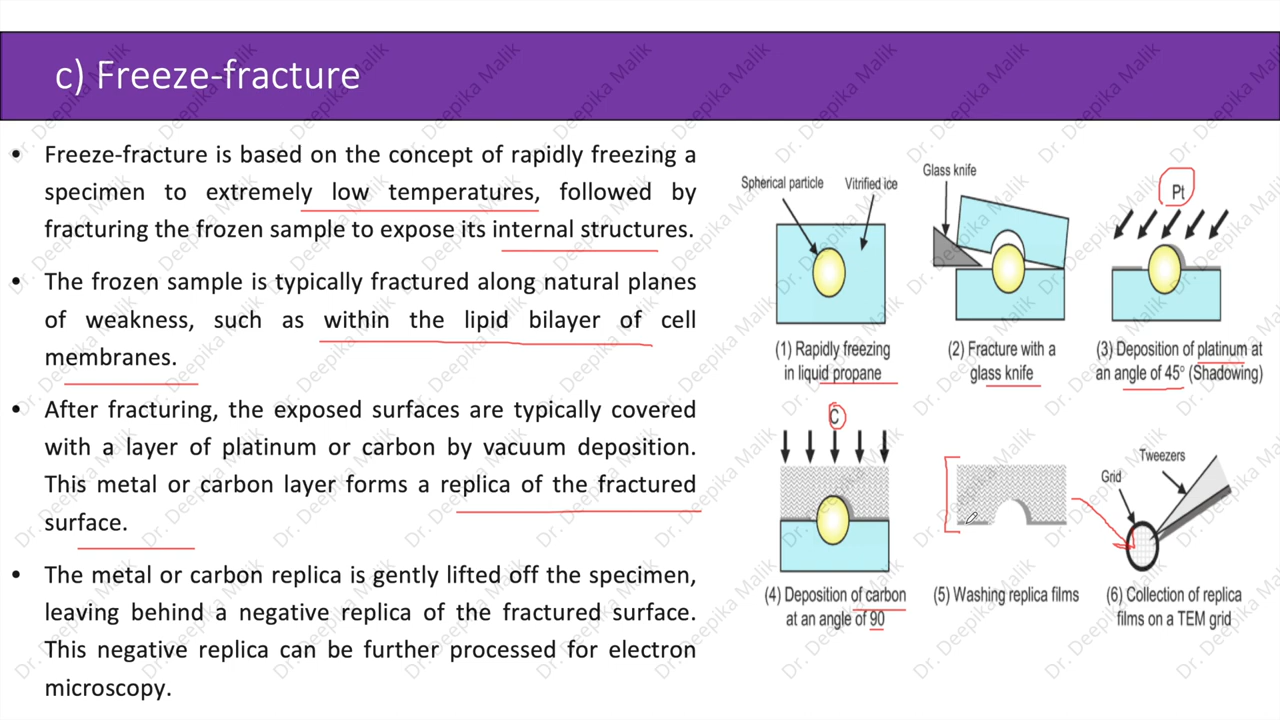 c) Freeze-fracture
• Freeze-fracture is based on the concept of rapidly freezing a
specimen to extremely low temperatures, followed by
fracturing the frozen sample to expose its internal structures.
• The frozen sample is typically fractured along natural planes
of weakness, such as within the lipid bilayer of cell
membranes.
• After fracturing, the exposed surfaces are typically covered
with a layer of platinum or carbon by vacuum deposition.
This metal or carbon layer forms a replica of the fractured
surface.
• The metal or carbon replica is gently lifted off the specimen,
leaving behind a negative replica of the fractured surface.
This negative replica can be further processed for electron
microscopy.
Spherical particle
Vitrified ice
(1) Rapidly freezing
in liquid propane
Glass knife
(2) Fracture with a
glass knife
Pt
(3) Deposition of platinum at
an angle of 45° (Shadowing)
C
(4) Deposition of carbon
at an angle of 90
(5) Washing replica films
Grid
Tweezers
(6) Collection of replica
films on a TEM grid
Dr. Deepika Malik